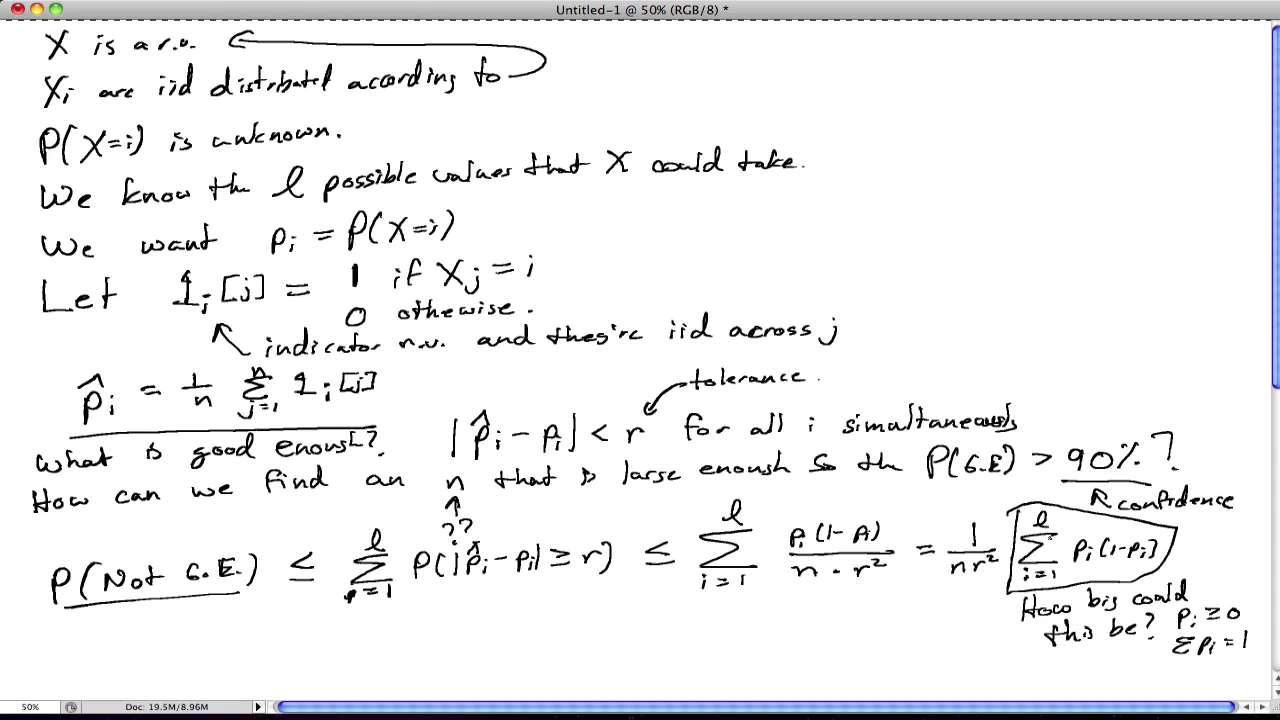 Untitled-1 @ 50% (RGB/8) *
X is a r.v.
Xi are iid distributed according to
P(X=i) is unknown.
We know the l possible values that X could take.
We want pi = P(X=i)
Let 1i[j] = 1 if Xj = i
0 otherwise.
indicator r.v. and they're iid across j
p̂i = 1/n Σ_{j=1}^{n} 1i[j]
tolerance.
What is good enough? |p̂i - pi| < r for all i simultaneously
How can we find an n that is large enough so the P(G.E) > 90%?
??
confidence
P(Not G.E.) ≤ Σ_{i=1}^{l} P(|p̂i - pi| ≥ r) ≤ Σ_{i=1}^{l} pi(1-pi)/(n·r²) = 1/(nr²) Σ_{i=1}^{l} pi(1-pi)
How big could
this be? pi ≥ 0
Σpi = 1
50% Doc: 19.5M/8.96M